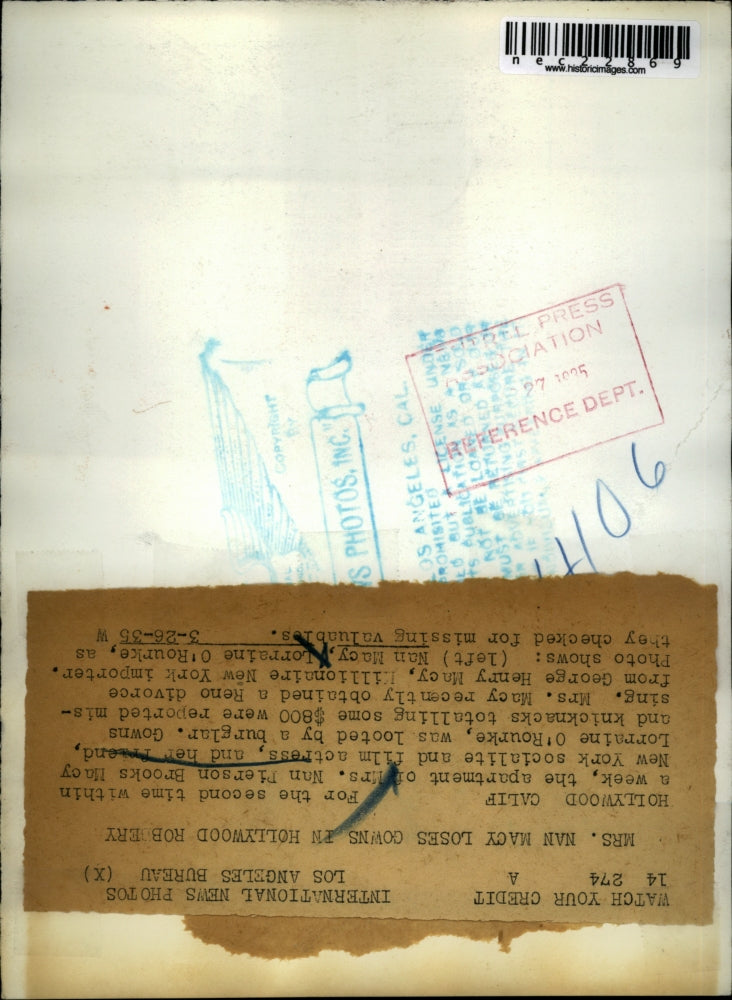 nec22869
www.historicimages.com
PRESS
ASSOCIATION
27 1935
REFERENCE DEPT.
COPYRIGHT
BY
PHOTOS, INC."
ANGELES, CAL.
LICENSE UNDER
1406
WATCH YOUR CREDIT INTERNATIONAL NEWS PHOTOS
14 274 A LOS ANGELES BUREAU (X)
MRS. NAN MACY LOSES GOWNS IN HOLLYWOOD ROBBERY
HOLLYWOOD CALIF For the second time within
a week, the apartment of Mrs. Nan Pierson Brooks Macy
New York socialite and film actress, and her friend,
Lorraine O'Rourke, was looted by a burglar. Gowns
and knicknacks totalling some $800 were reported mis-
sing. Mrs. Macy recently obtained a Reno divorce
from George Henry Macy, Millionaire New York importer.
Photo shows: (left) Nan Macy, Lorraine O'Rourke, as
they checked for missing valuables. 3-26-35 W